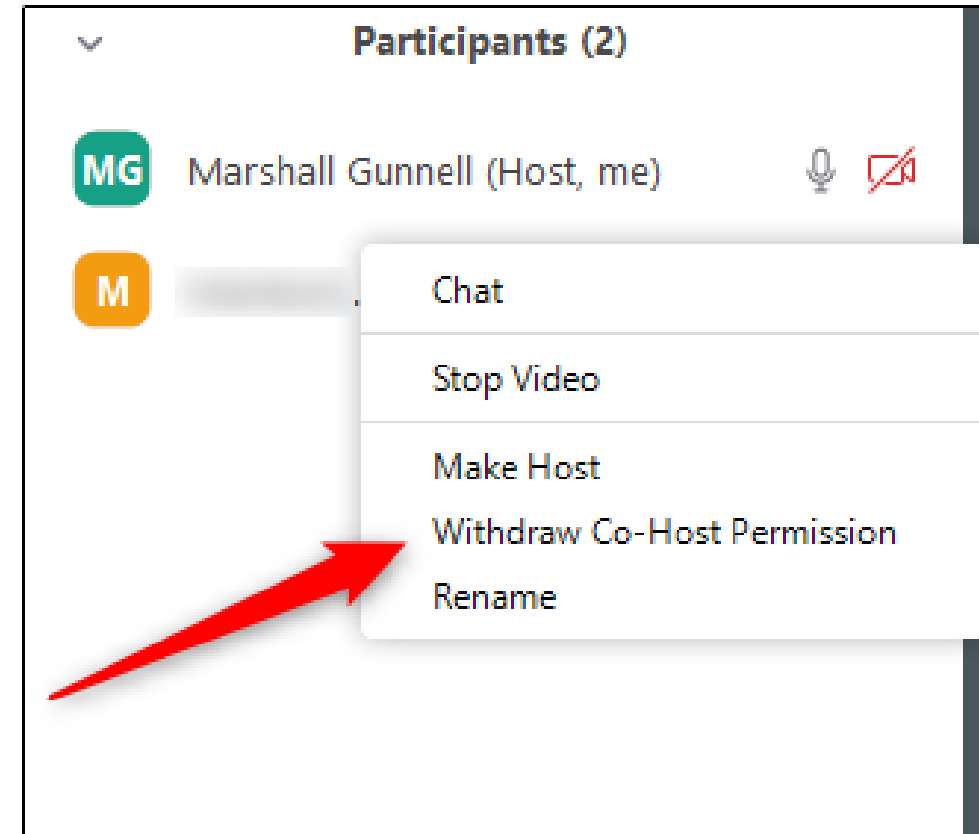 Participants (2)
MG Marshall Gunnell (Host, me)
M
Chat
Stop Video
Make Host
Withdraw Co-Host Permission
Rename